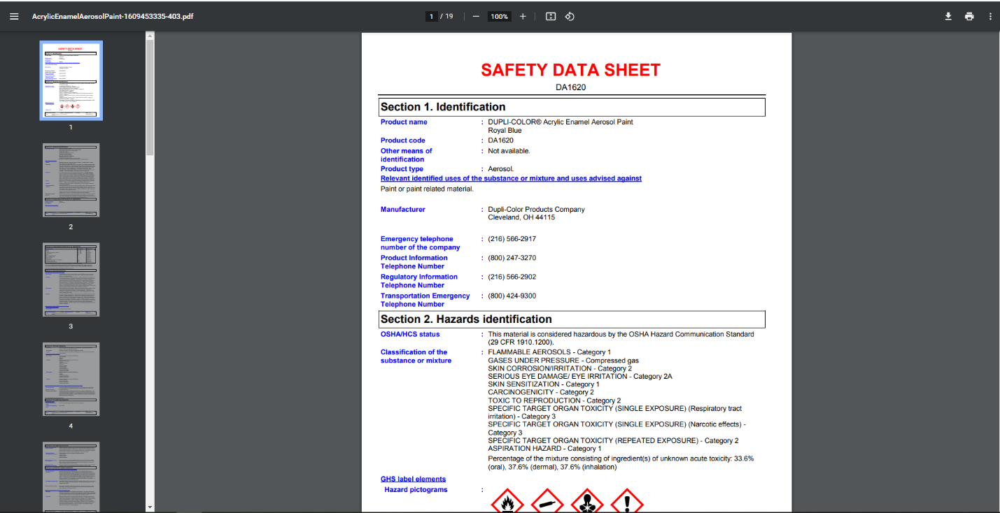 AcrylicEnamelAerosolPaint-1609453335-403.pdf
1 / 19
100%
1
2
3
4
SAFETY DATA SHEET
DA1620
Section 1. Identification
Product name : DUPLI-COLOR® Acrylic Enamel Aerosol Paint
Royal Blue
Product code : DA1620
Other means of : Not available.
identification
Product type : Aerosol.
Relevant identified uses of the substance or mixture and uses advised against
Paint or paint related material.
Manufacturer : Dupli-Color Products Company
Cleveland, OH 44115
Emergency telephone : (216) 566-2917
number of the company
Product Information : (800) 247-3270
Telephone Number
Regulatory Information : (216) 566-2902
Telephone Number
Transportation Emergency : (800) 424-9300
Telephone Number
Section 2. Hazards identification
OSHA/HCS status : This material is considered hazardous by the OSHA Hazard Communication Standard
(29 CFR 1910.1200).
Classification of the : FLAMMABLE AEROSOLS - Category 1
substance or mixture GASES UNDER PRESSURE - Compressed gas
SKIN CORROSION/IRRITATION - Category 2
SERIOUS EYE DAMAGE/ EYE IRRITATION - Category 2A
SKIN SENSITIZATION - Category 1
CARCINOGENICITY - Category 2
TOXIC TO REPRODUCTION - Category 2
SPECIFIC TARGET ORGAN TOXICITY (SINGLE EXPOSURE) (Respiratory tract
irritation) - Category 3
SPECIFIC TARGET ORGAN TOXICITY (SINGLE EXPOSURE) (Narcotic effects) -
Category 3
SPECIFIC TARGET ORGAN TOXICITY (REPEATED EXPOSURE) - Category 2
ASPIRATION HAZARD - Category 1
Percentage of the mixture consisting of ingredient(s) of unknown acute toxicity: 33.6%
(oral), 37.6% (dermal), 37.6% (inhalation)
GHS label elements
Hazard pictograms :